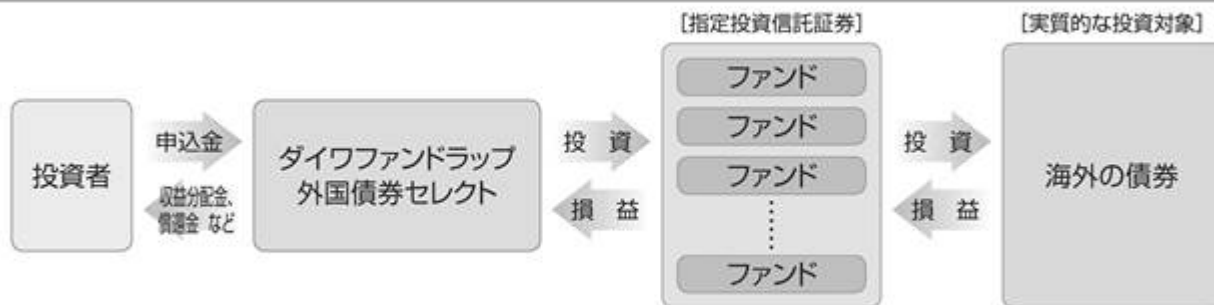 [指定投資信託証券]
[実質的な投資対象]
投資者
申込金
収益分配金、
償還金 など
ダイワファンドラップ
外国債券セレクト
投 資
損 益
ファンド
ファンド
ファンド
ファンド
投 資
損 益
海外の債券